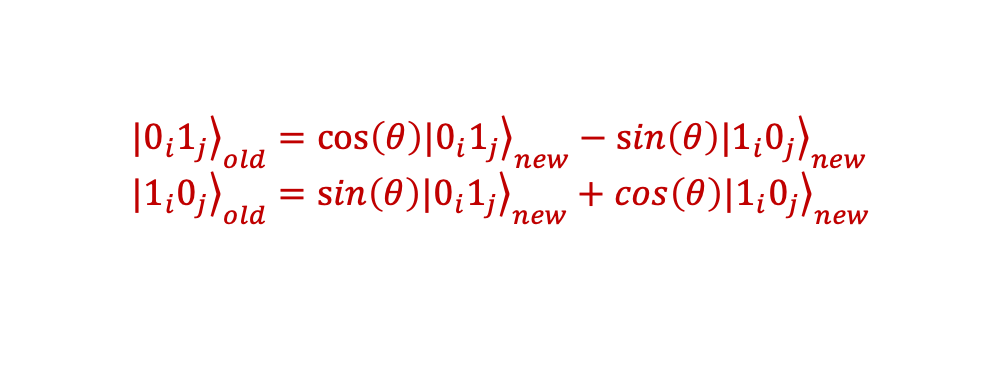 |0ᵢ1ⱼ⟩_old = cos(θ)|0ᵢ1ⱼ⟩_new − sin(θ)|1ᵢ0ⱼ⟩_new
|1ᵢ0ⱼ⟩_old = sin(θ)|0ᵢ1ⱼ⟩_new + cos(θ)|1ᵢ0ⱼ⟩_new